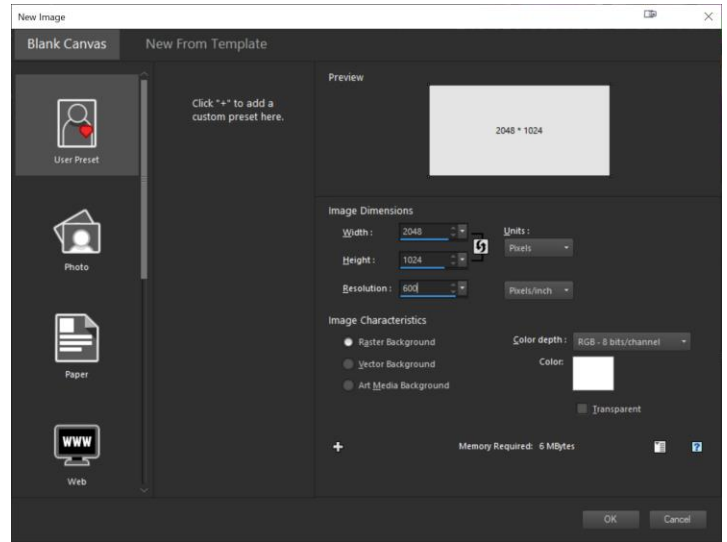 New Image
Blank Canvas
New From Template
User Preset
Photo
Paper
WWW
Web
Click "+" to add a
custom preset here.
Preview
2048 * 1024
Image Dimensions
Width : 2048
Units :
Pixels
Height : 1024
Resolution : 600
Pixels/inch
Image Characteristics
Raster Background
Color depth : RGB - 8 bits/channel
Vector Background
Color:
Art Media Background
Transparent
+
Memory Required: 6 MBytes
?
OK
Cancel